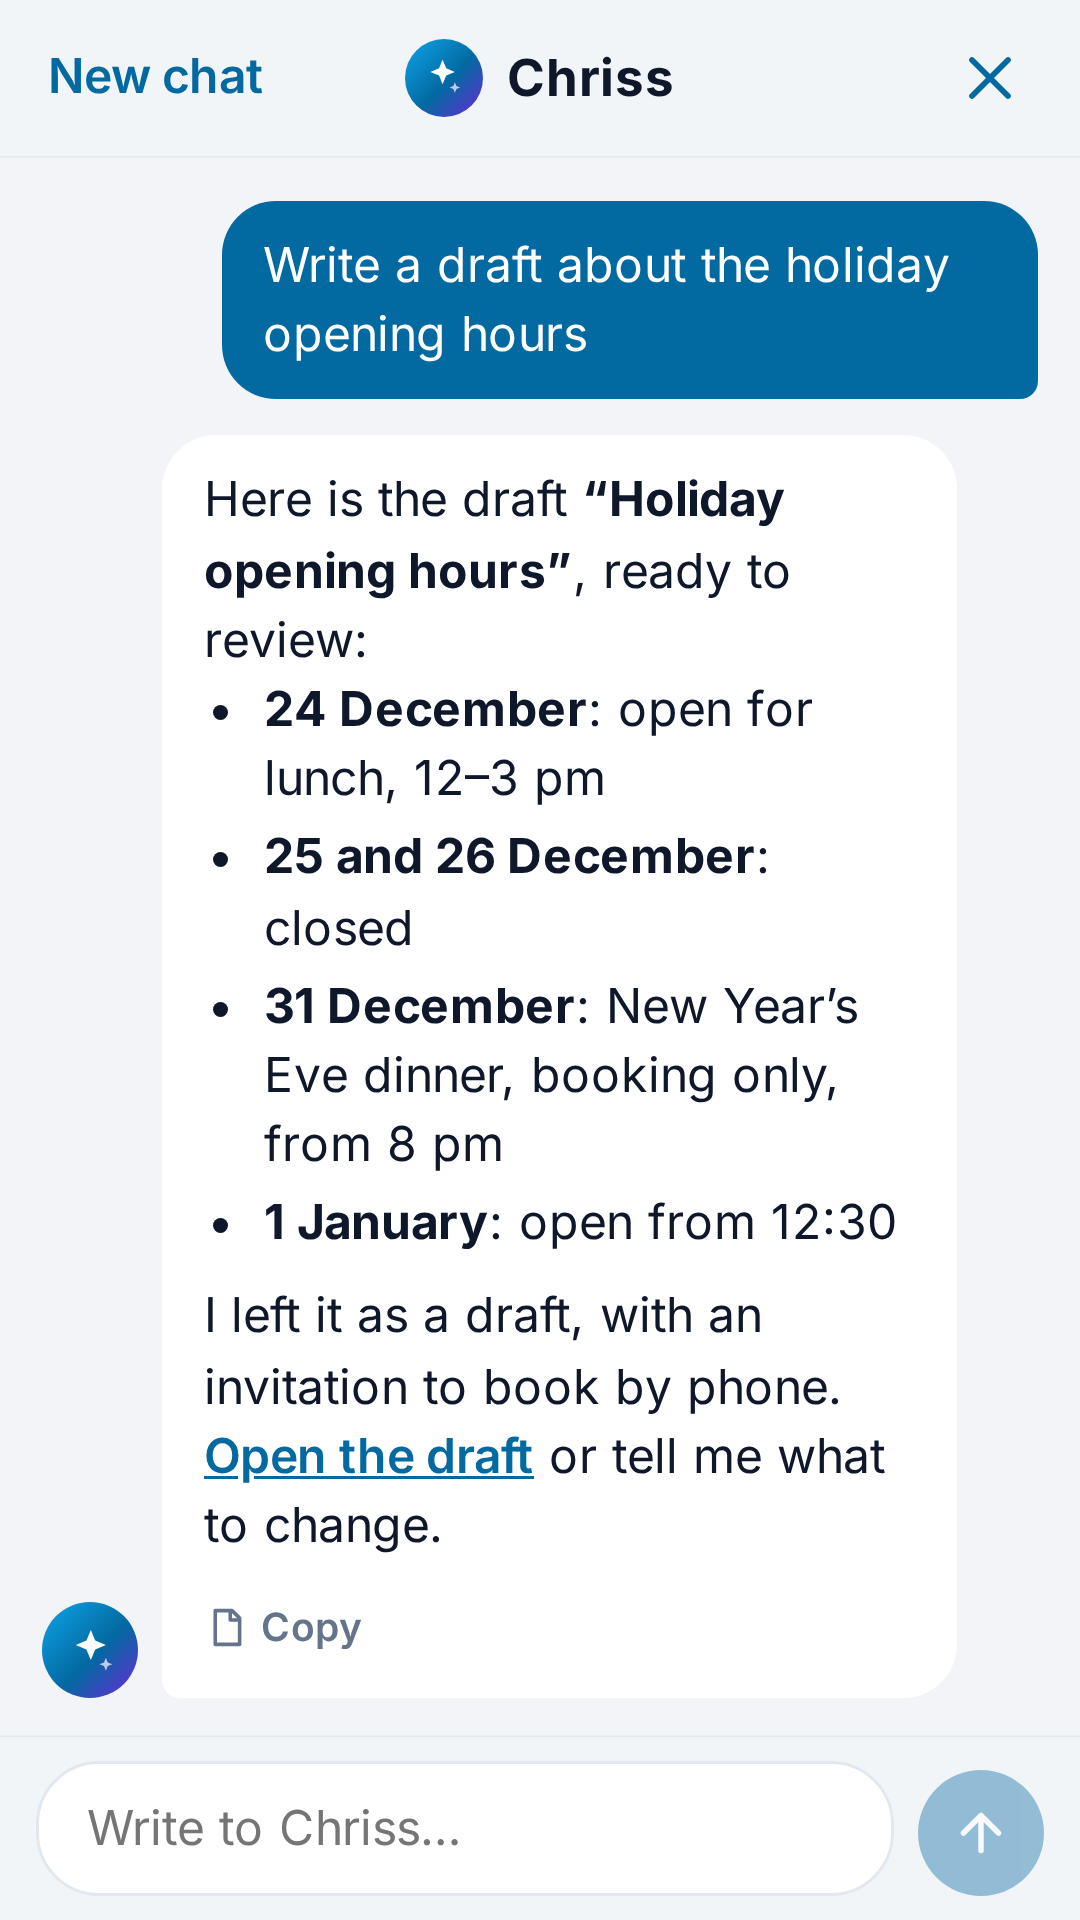 New chat
Chriss
Write a draft about the holiday
opening hours
Here is the draft “Holiday
opening hours”, ready to
review:
• 24 December: open for
lunch, 12–3 pm
• 25 and 26 December:
closed
• 31 December: New Year’s
Eve dinner, booking only,
from 8 pm
• 1 January: open from 12:30
I left it as a draft, with an
invitation to book by phone.
Open the draft or tell me what
to change.
Copy
Write to Chriss...